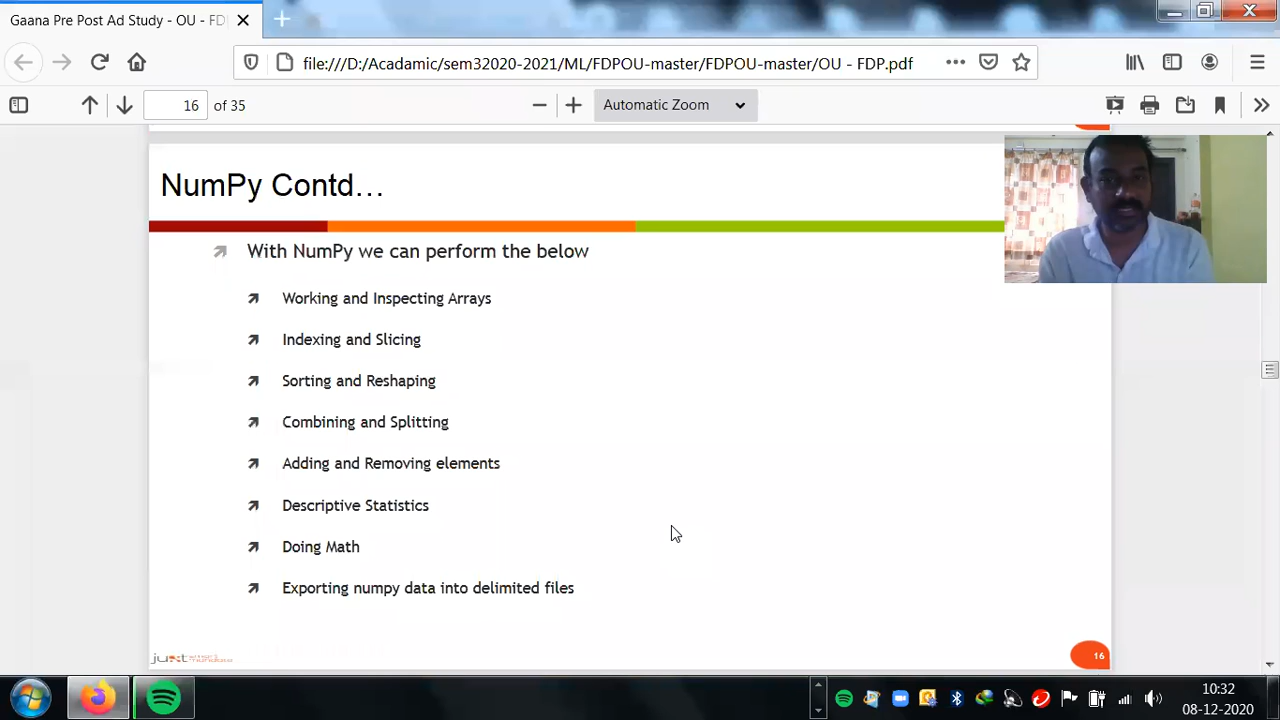 Gaana Pre Post Ad Study - OU - FD
file:///D:/Acadamic/sem32020-2021/ML/FDPOU-master/FDPOU-master/OU - FDP.pdf
16 of 35
Automatic Zoom
NumPy Contd...
With NumPy we can perform the below
Working and Inspecting Arrays
Indexing and Slicing
Sorting and Reshaping
Combining and Splitting
Adding and Removing elements
Descriptive Statistics
Doing Math
Exporting numpy data into delimited files
16
10:32
08-12-2020